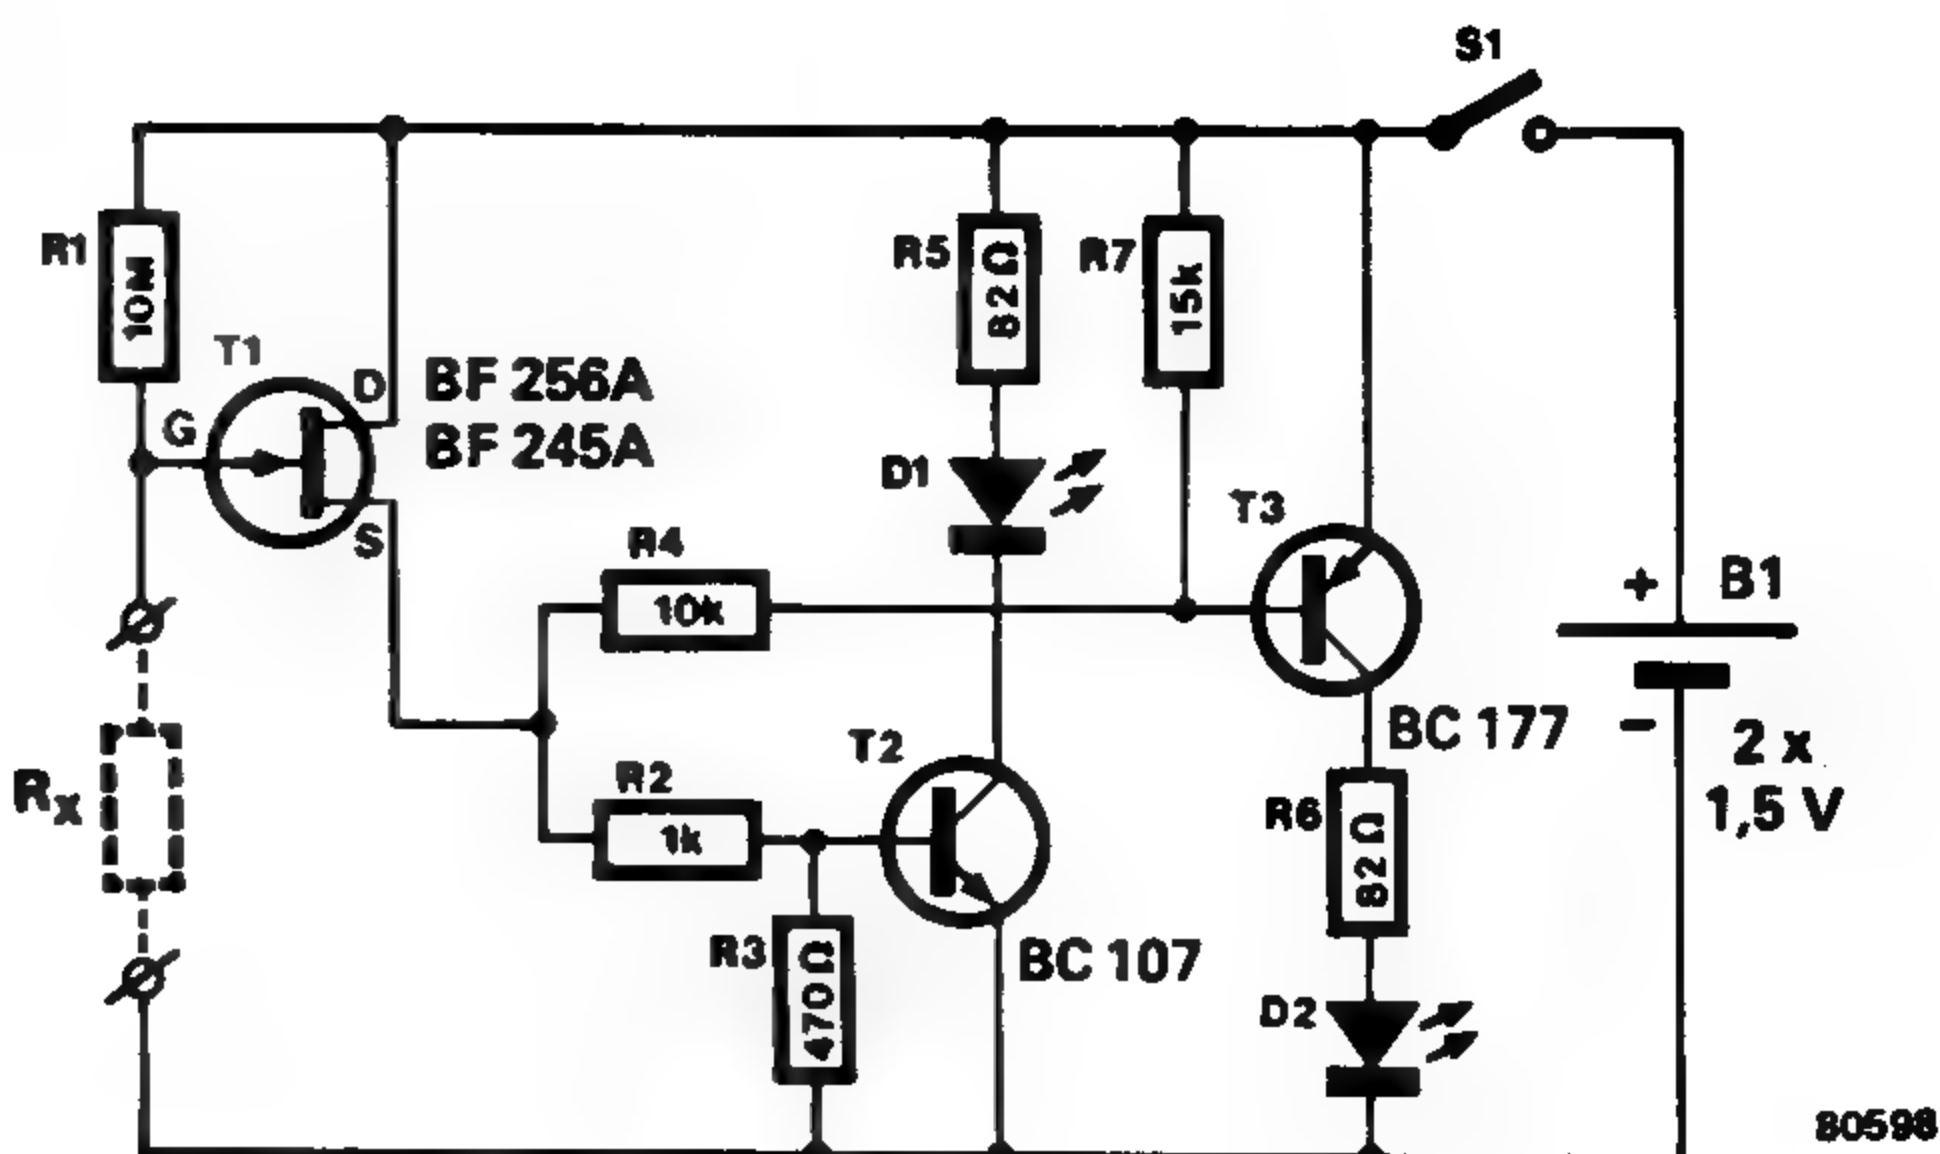 S1
R1
10M
T1
G
D
S
BF 256A
BF 245A
R5
82Ω
R7
15k
D1
T3
R4
10k
+ B1
BC 177
-
2 x
1,5 V
T2
R2
1k
Rx
R6
82Ω
R3
470Ω
BC 107
D2
80598